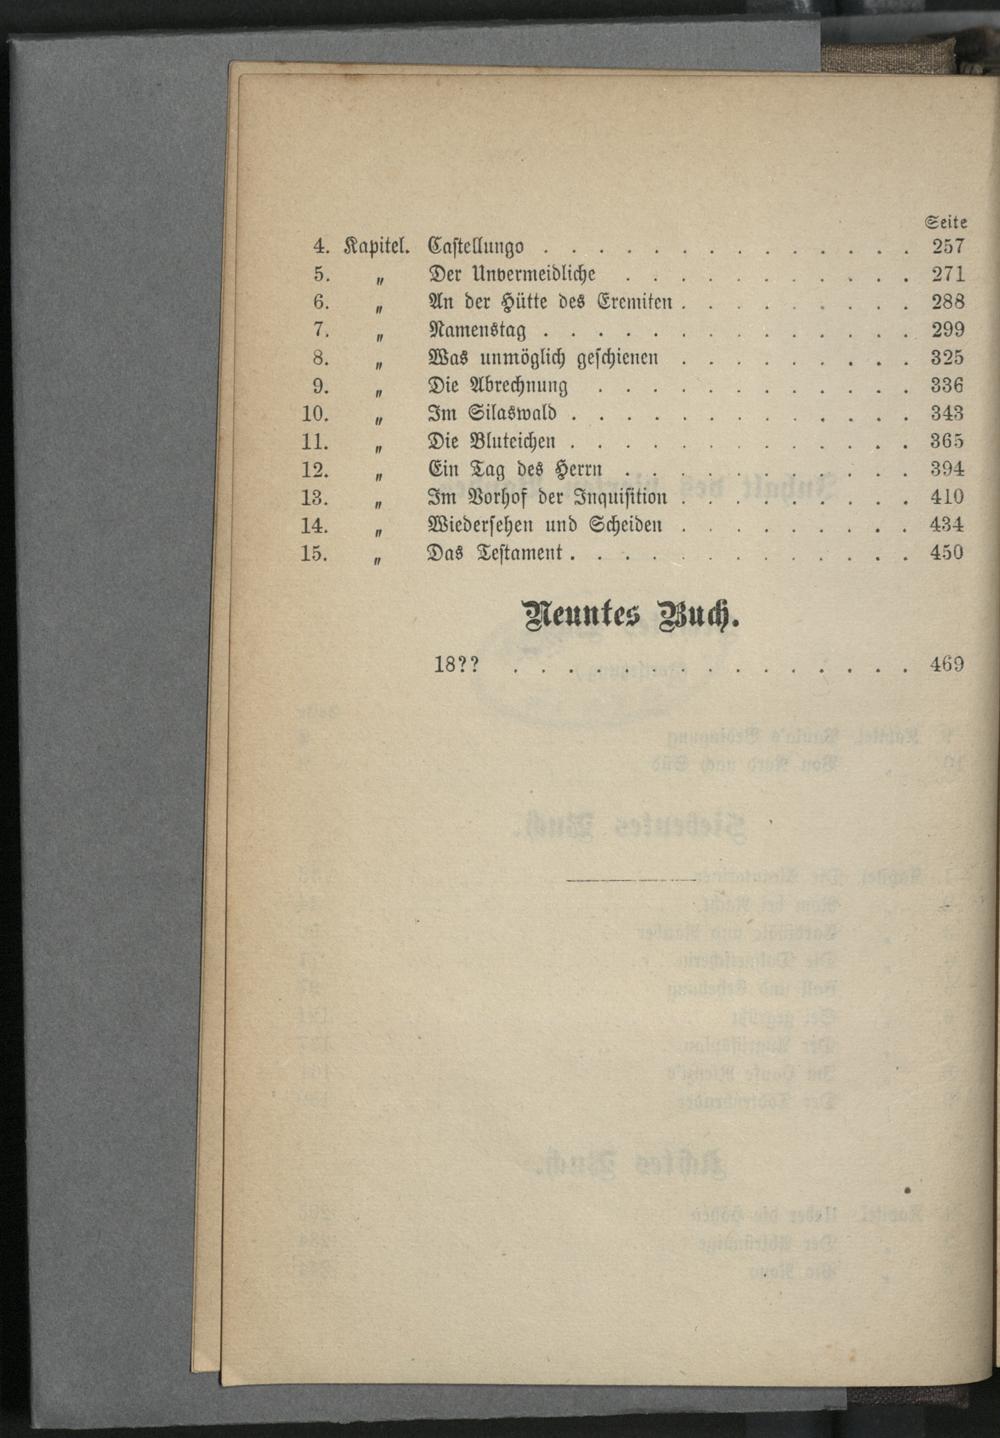 Seite
4. Kapitel. Castellungo . . . . . . . . . . . . . . 257
5. „ Der Unvermeidliche . . . . . . . . . . . 271
6. „ An der Hütte des Eremiten . . . . . . . . . 288
7. „ Namenstag . . . . . . . . . . . . . . 299
8. „ Was unmöglich geschienen . . . . . . . . . 325
9. „ Die Abrechnung . . . . . . . . . . . . 336
10. „ Im Silaswald . . . . . . . . . . . . . 343
11. „ Die Bluteichen . . . . . . . . . . . . . 365
12. „ Ein Tag des Herrn . . . . . . . . . . . 394
13. „ Im Vorhof der Inquisition . . . . . . . . . 410
14. „ Wiedersehen und Scheiden . . . . . . . . . 434
15. „ Das Testament . . . . . . . . . . . . . 450
Neuntes Buch.
18?? . . . . . . . . . . . . . . . 469